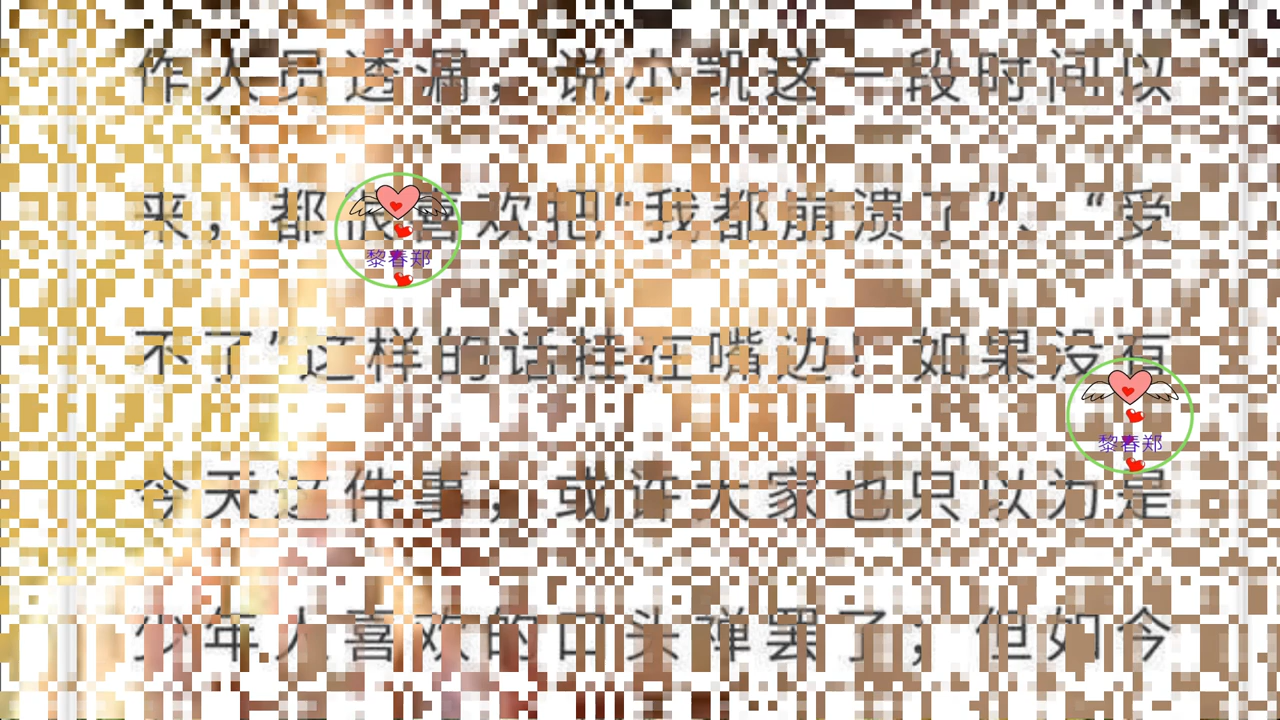 作人员透漏，说小凯这一段时间以
来，都很喜欢把“我都崩溃了”、“受
不了”这样的话挂在嘴边！如果没有
今天这件事，或许大家也只以为是
少年人喜欢的口头禅罢了；但如今
黎春郑
黎春郑